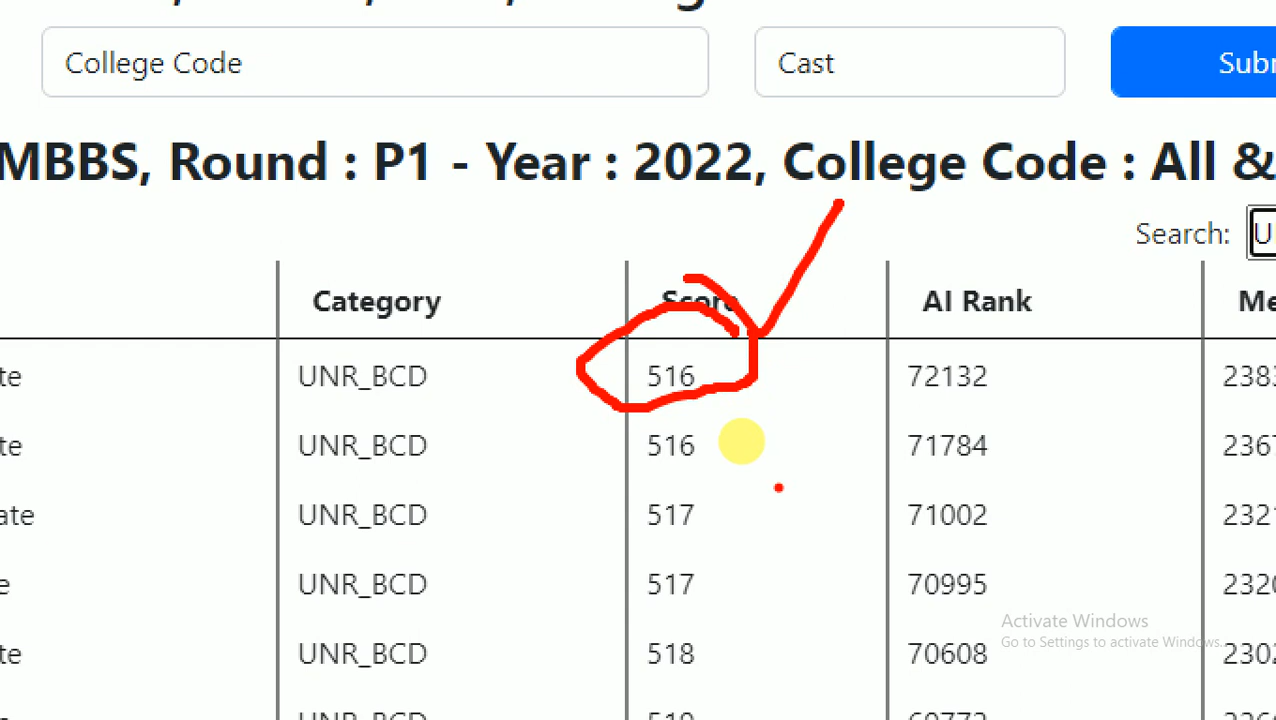 College Code Cast
MBBS, Round : P1 - Year : 2022, College Code : All &
Search:
Category Score AI Rank
UNR_BCD 516 72132
UNR_BCD 516 71784
UNR_BCD 517 71002
UNR_BCD 517 70995
Activate Windows
Go to Settings to activate Windows.
UNR_BCD 518 70608